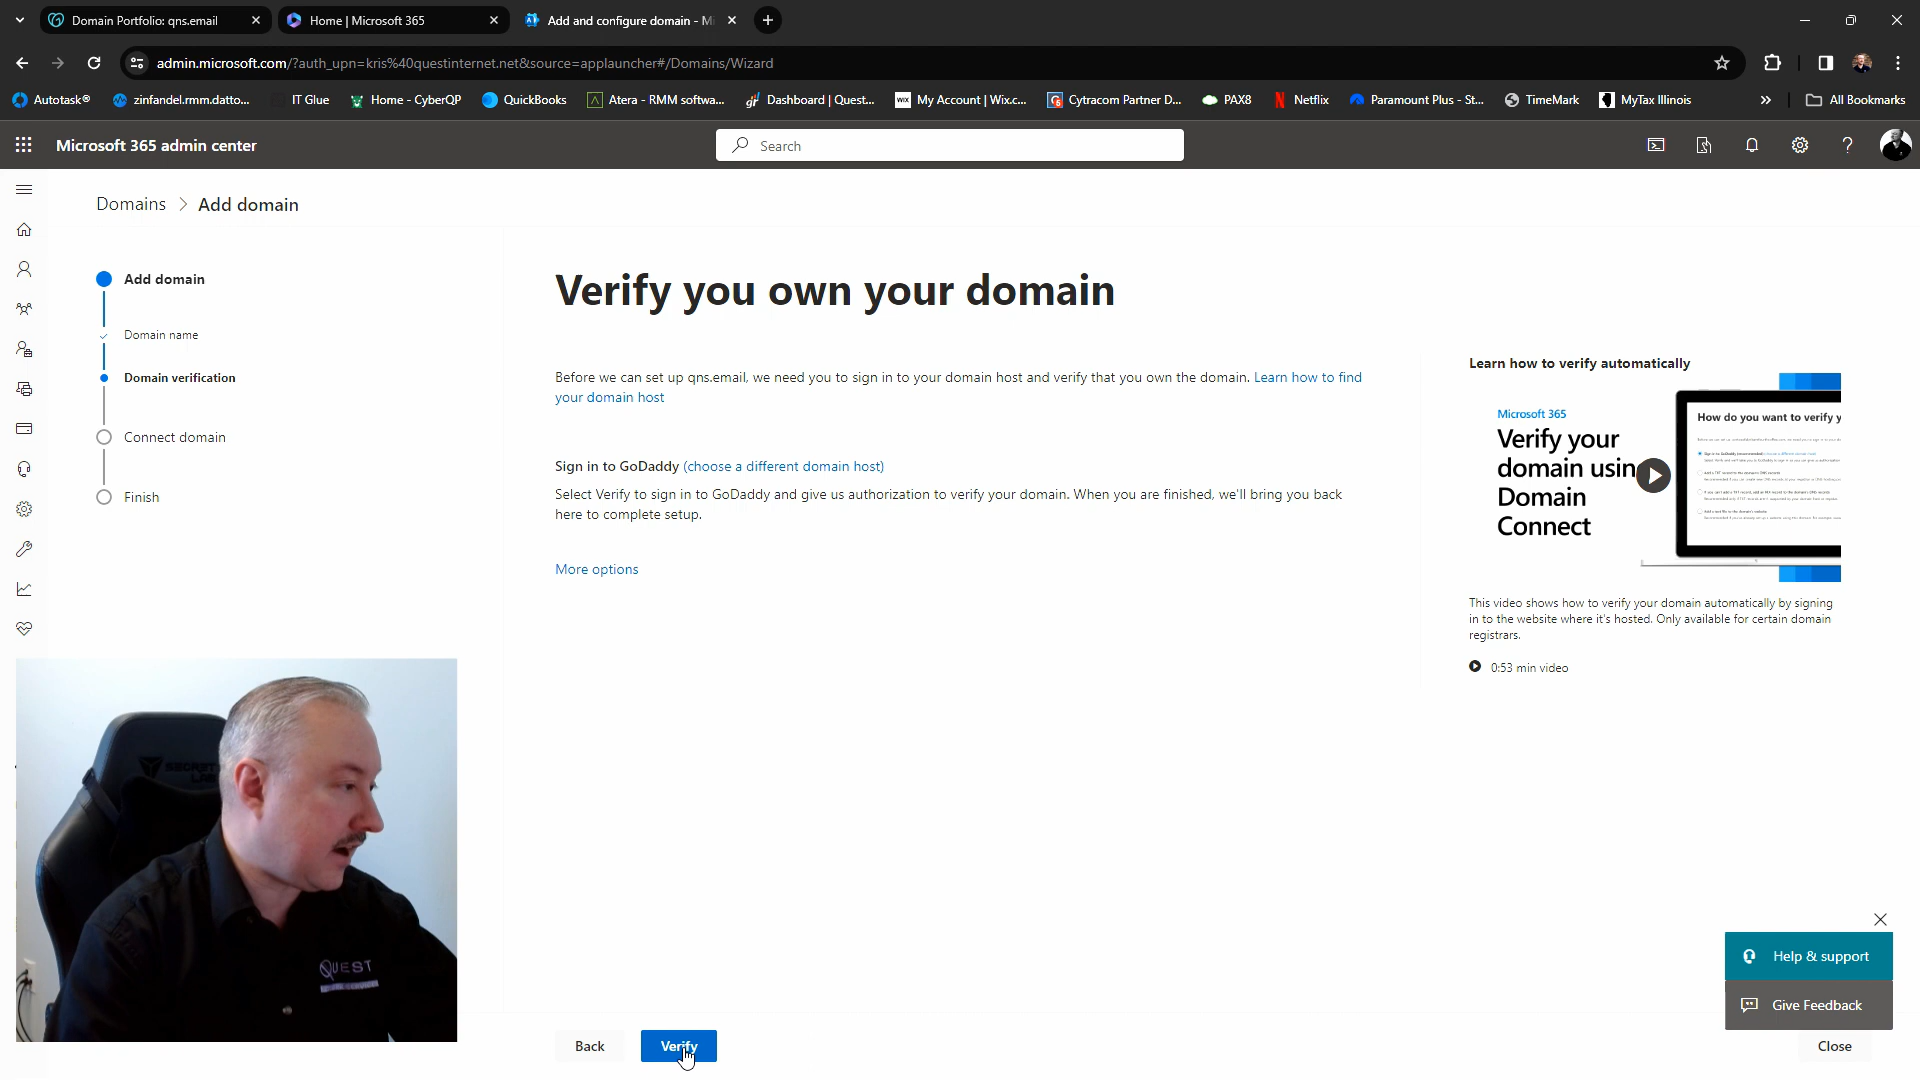 Domain Portfolio: qns.email
Home | Microsoft 365
Add and configure domain - M
admin.microsoft.com/?auth_upn=kris%40questinternet.net&source=applauncher#/Domains/Wizard
Autotask®
zinfandel.rmm.datto...
IT Glue
Home - CyberQP
QuickBooks
Atera - RMM softwa...
Dashboard | Quest...
WIX My Account | Wix.c...
Cytracom Partner D...
PAX8
Netflix
Paramount Plus - St...
TimeMark
MyTax Illinois
All Bookmarks
Microsoft 365 admin center
Search
Domains > Add domain
Add domain
Domain name
Domain verification
Connect domain
Finish
Verify you own your domain
Before we can set up qns.email, we need you to sign in to your domain host and verify that you own the domain. Learn how to find
your domain host
Sign in to GoDaddy (choose a different domain host)
Select Verify to sign in to GoDaddy and give us authorization to verify your domain. When you are finished, we'll bring you back
here to complete setup.
More options
Learn how to verify automatically
Microsoft 365
Verify your
domain usin
Domain
Connect
How do you want to verify y
This video shows how to verify your domain automatically by signing
in to the website where it's hosted. Only available for certain domain
registrars.
0:53 min video
QUEST
Help & support
Give Feedback
Back
Verify
Close